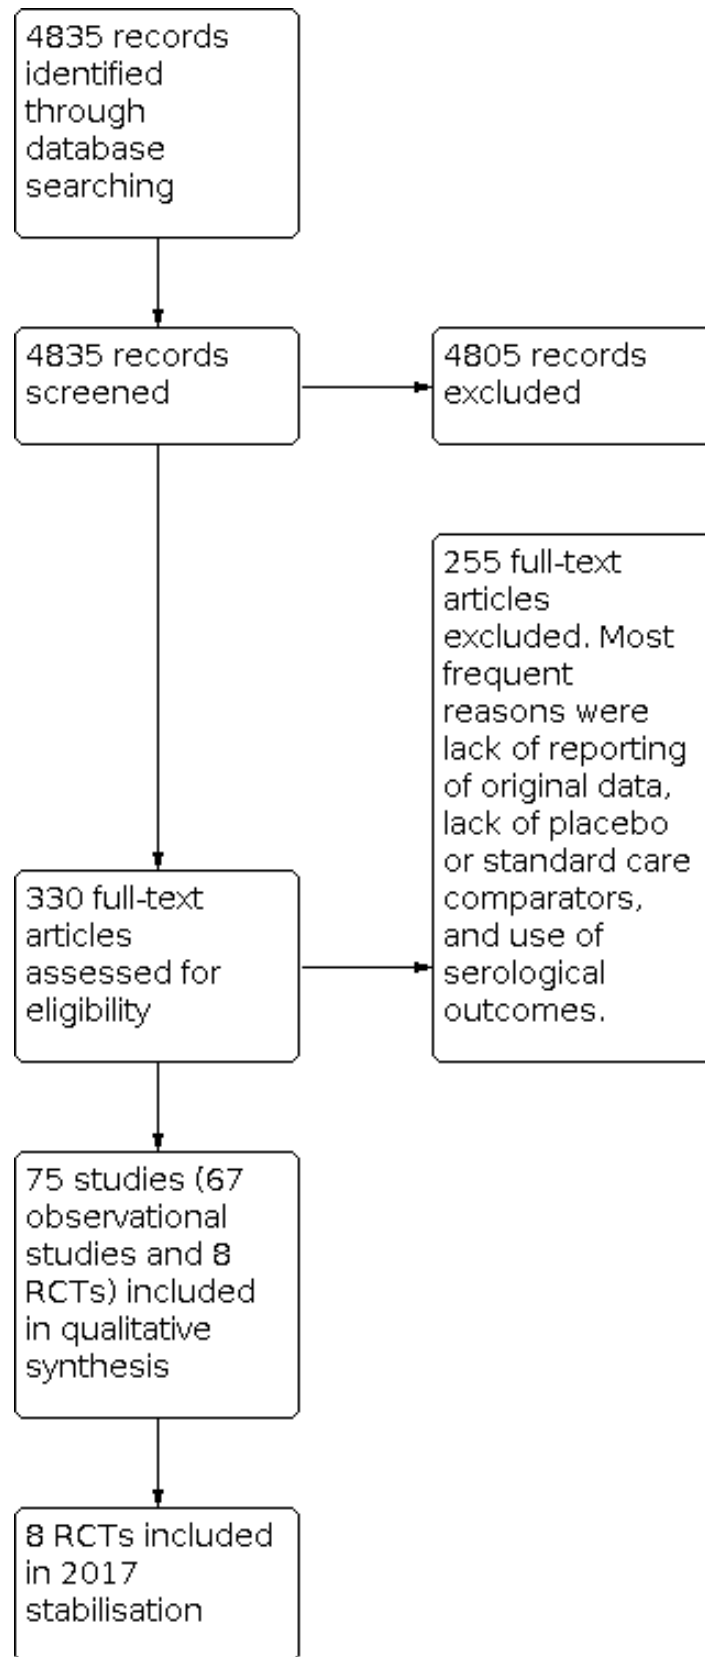 4835 records
identified
through
database
searching
4835 records
screened
4805 records
excluded
255 full-text
articles
excluded. Most
frequent
reasons were
lack of reporting
of original data,
lack of placebo
or standard care
comparators,
and use of
serological
outcomes.
330 full-text
articles
assessed for
eligibility
75 studies (67
observational
studies and 8
RCTs) included
in qualitative
synthesis
8 RCTs included
in 2017
stabilisation